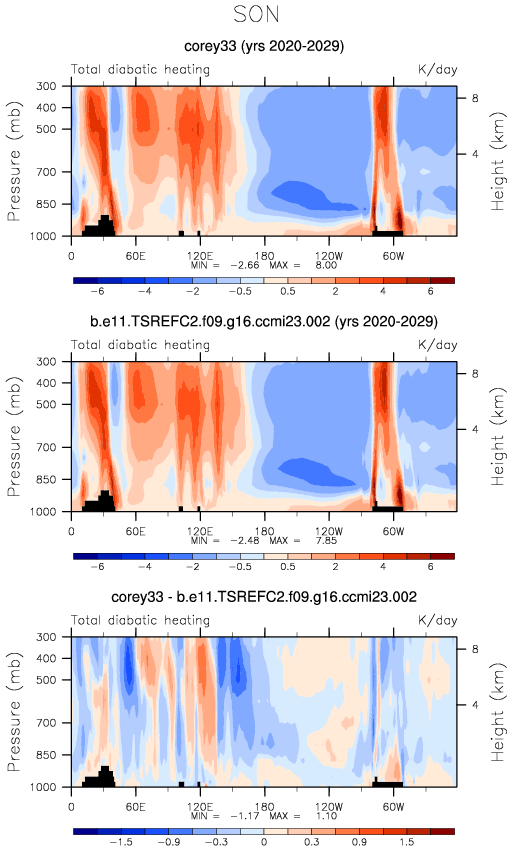 SON
corey33 (yrs 2020-2029)
Total diabatic heating K/day
300
400
500
700
850
1000
Pressure (mb)
8
4
Height (km)
0 60E 120E 180 120W 60W
MIN = -2.66 MAX = 8.00
-6 -4 -2 -0.5 0.5 2 4 6
b.e11.TSREFC2.f09.g16.ccmi23.002 (yrs 2020-2029)
Total diabatic heating K/day
300
400
500
700
850
1000
Pressure (mb)
8
4
Height (km)
0 60E 120E 180 120W 60W
MIN = -2.48 MAX = 7.85
-6 -4 -2 -0.5 0.5 2 4 6
corey33 - b.e11.TSREFC2.f09.g16.ccmi23.002
Total diabatic heating K/day
300
400
500
700
850
1000
Pressure (mb)
8
4
Height (km)
0 60E 120E 180 120W 60W
MIN = -1.17 MAX = 1.10
-1.5 -0.9 -0.3 0 0.3 0.9 1.5